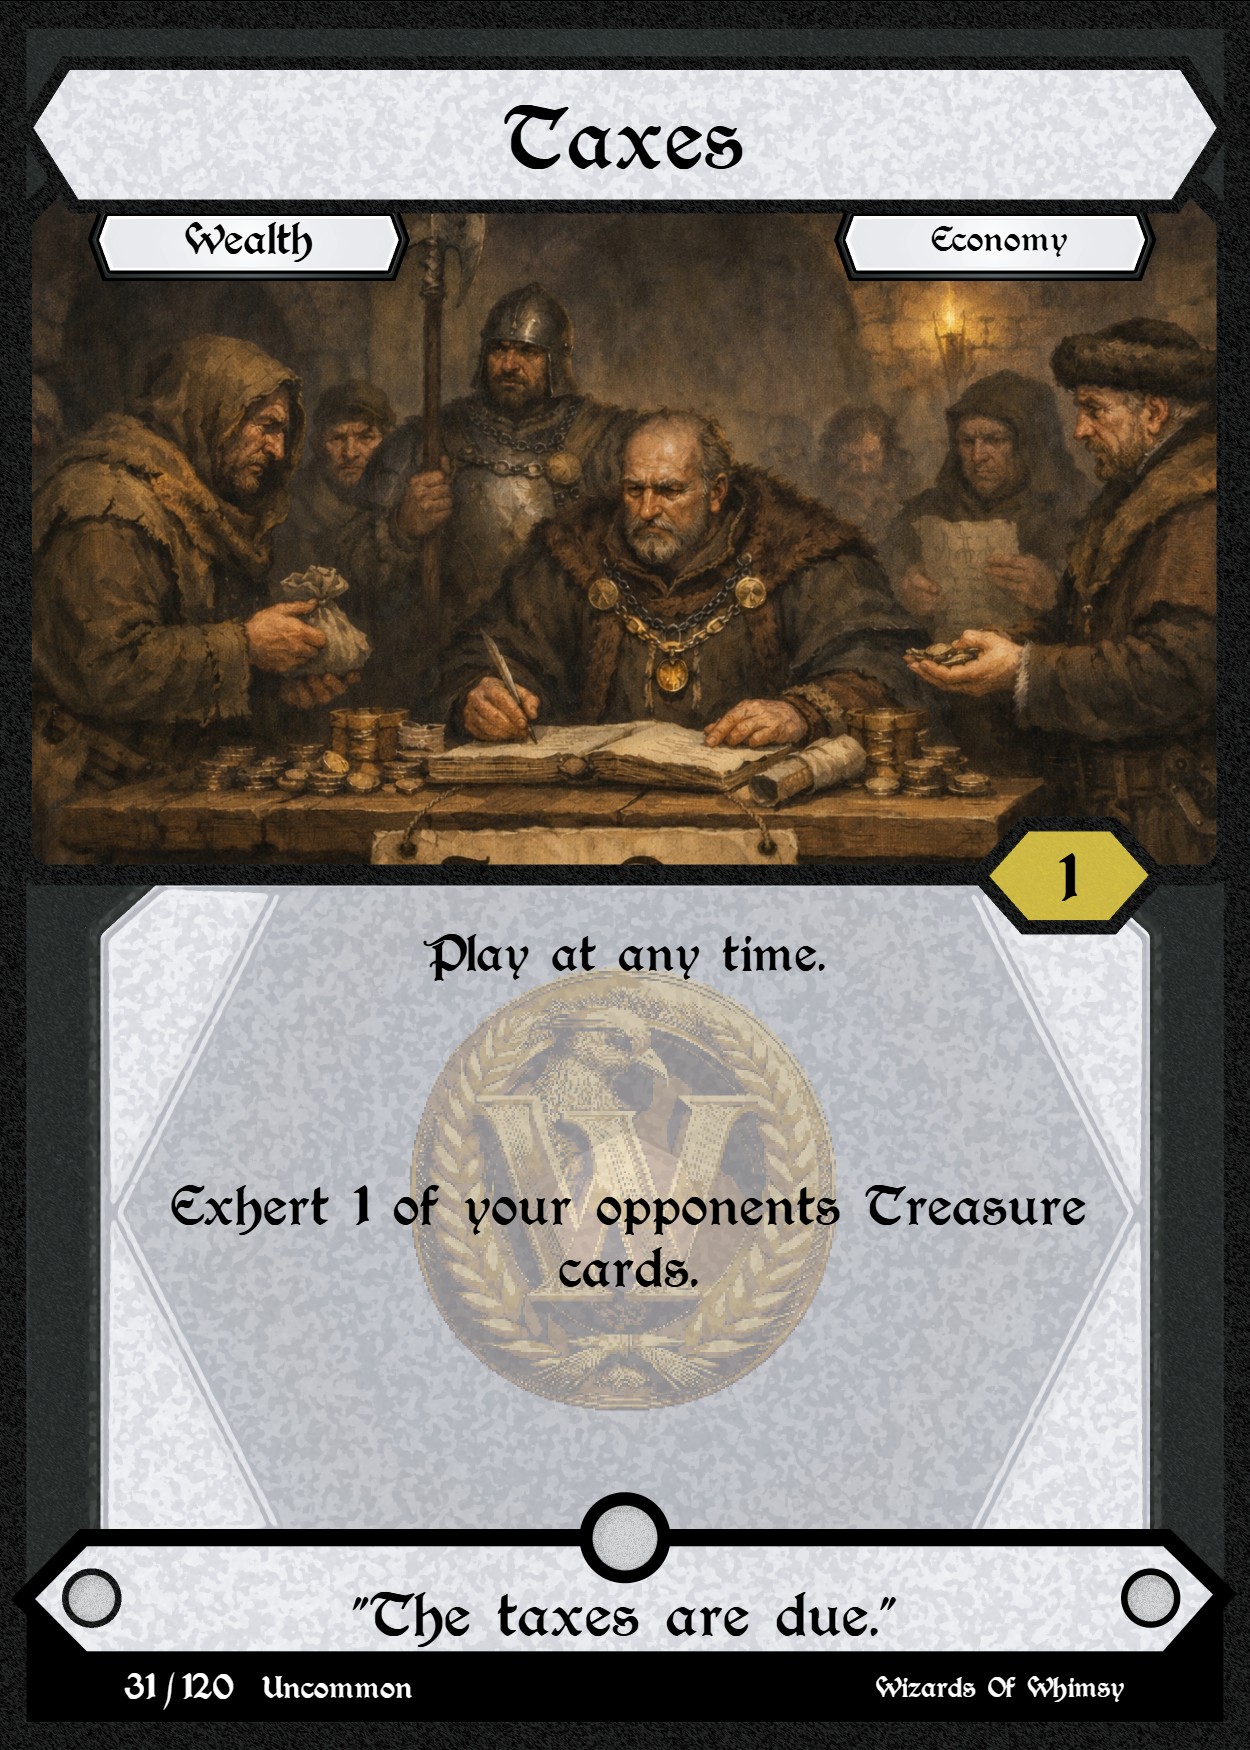 Taxes
Wealth
Economy
1
Play at any time.
W
Exhert 1 of your opponents Treasure
cards.
"The taxes are due."
31/120 Uncommon
Wizards Of Whimsy